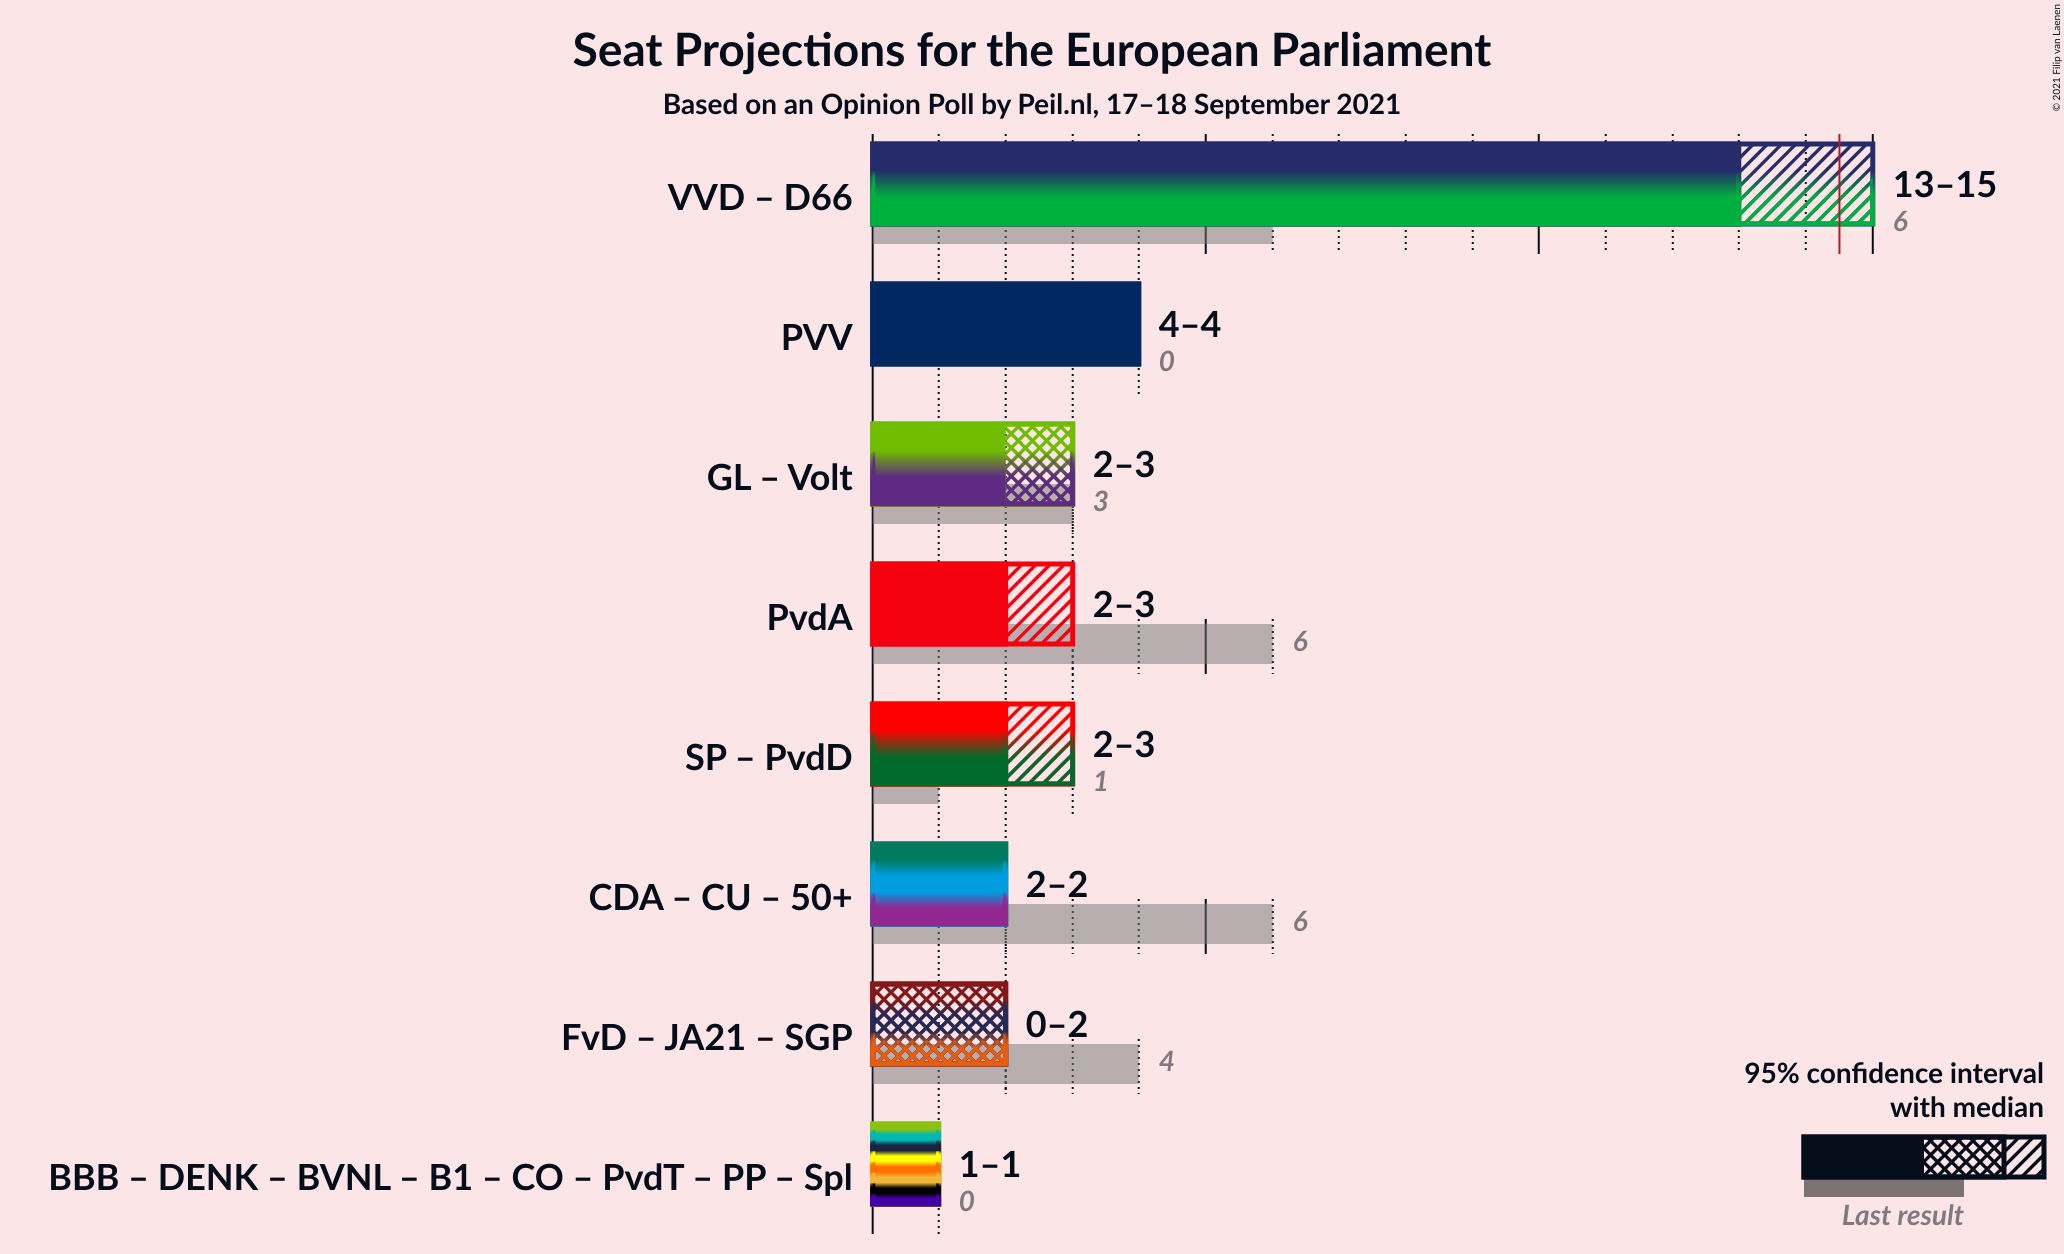 Seat Projections for the European Parliament
Based on an Opinion Poll by Peil.nl, 17–18 September 2021
© 2021 Filip van Laenen
VVD – D66
13–15
6
PVV
4–4
0
GL – Volt
2–3
3
PvdA
2–3
6
SP – PvdD
2–3
1
CDA – CU – 50+
2–2
6
FvD – JA21 – SGP
0–2
4
BBB – DENK – BVNL – B1 – CO – PvdT – PP – Spl
1–1
0
95% confidence interval
with median
Last result